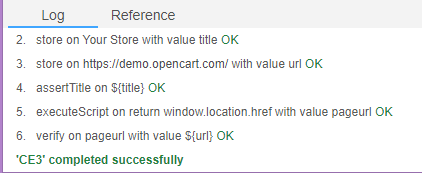 Log Reference
2. store on Your Store with value title OK
3. store on https://demo.opencart.com/ with value url OK
4. assertTitle on ${title} OK
5. executeScript on return window.location.href with value pageurl OK
6. verify on pageurl with value ${url} OK
'CE3' completed successfully